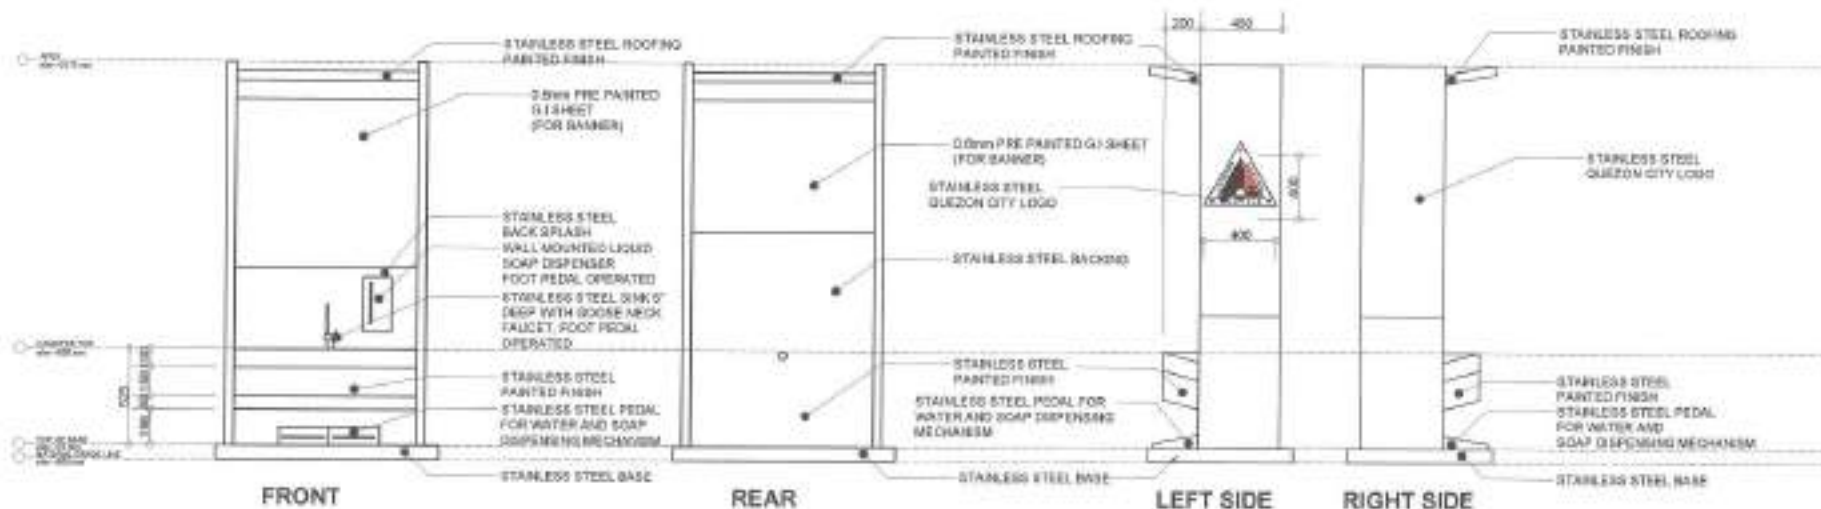 STAINLESS STEEL ROOFING
PAINTED FINISH
0.8mm PRE PAINTED
G.I SHEET
(FOR BANNER)
STAINLESS STEEL
BACK SPLASH
WALL MOUNTED LIQUID
SOAP DISPENSER
FOOT PEDAL OPERATED
STAINLESS STEEL SINK 6"
DEEP WITH GOOSE NECK
FAUCET, FOOT PEDAL
OPERATED
STAINLESS STEEL
PAINTED FINISH
STAINLESS STEEL PEDAL
FOR WATER AND SOAP
DISPENSING MECHANISM
STAINLESS STEEL BASE
525
FRONT
STAINLESS STEEL ROOFING
PAINTED FINISH
0.8mm PRE PAINTED G.I SHEET
(FOR BANNER)
STAINLESS STEEL
QUEZON CITY LOGO
STAINLESS STEEL BACKING
STAINLESS STEEL
PAINTED FINISH
STAINLESS STEEL PEDAL FOR
WATER AND SOAP DISPENSING
MECHANISM
STAINLESS STEEL BASE
REAR
200 450
400
400
LEFT SIDE
STAINLESS STEEL ROOFING
PAINTED FINISH
STAINLESS STEEL
QUEZON CITY LOGO
STAINLESS STEEL
PAINTED FINISH
STAINLESS STEEL PEDAL
FOR WATER AND
SOAP DISPENSING MECHANISM
STAINLESS STEEL BASE
RIGHT SIDE